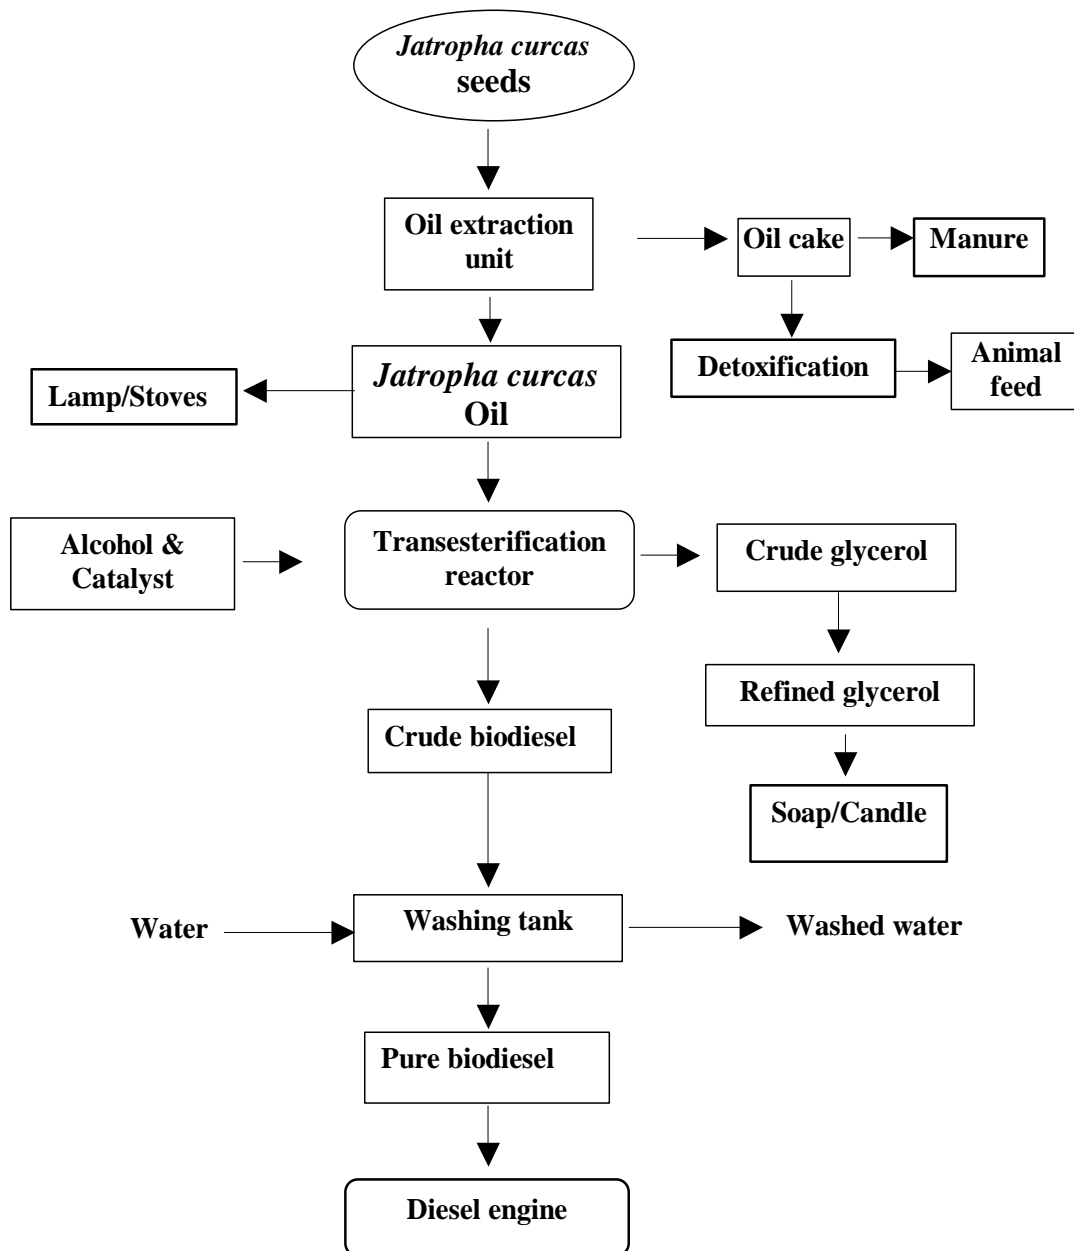 Jatropha curcas
seeds
Oil extraction
unit
Oil cake
Manure
Jatropha curcas
Oil
Lamp/Stoves
Detoxification
Animal
feed
Alcohol &
Catalyst
Transesterification
reactor
Crude glycerol
Refined glycerol
Crude biodiesel
Soap/Candle
Water
Washing tank
Washed water
Pure biodiesel
Diesel engine